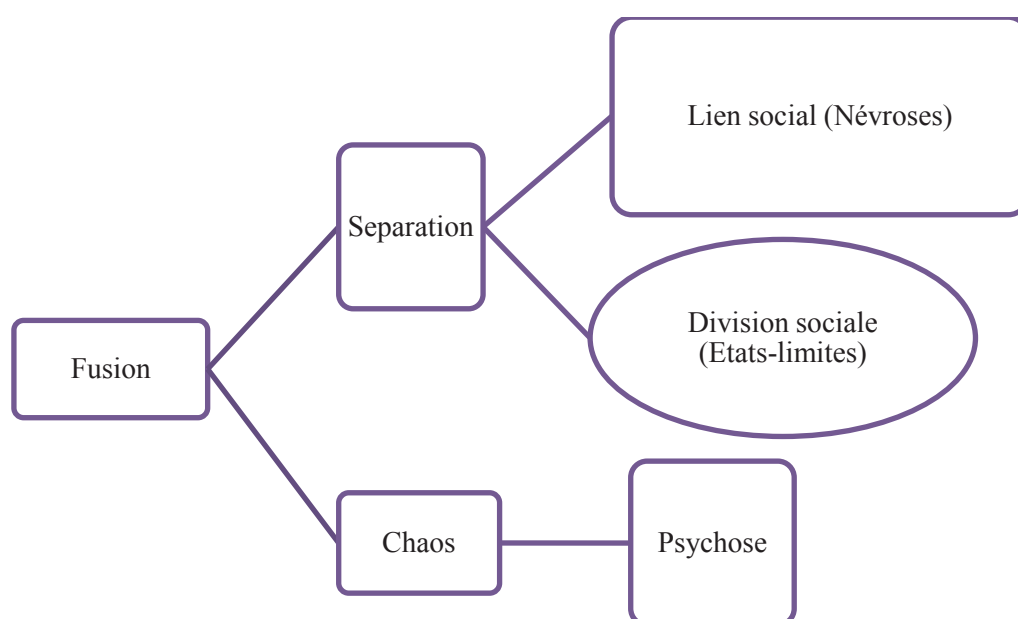 Lien social (Névroses)
Separation
Division sociale
(Etats-limites)
Fusion
Chaos
Psychose